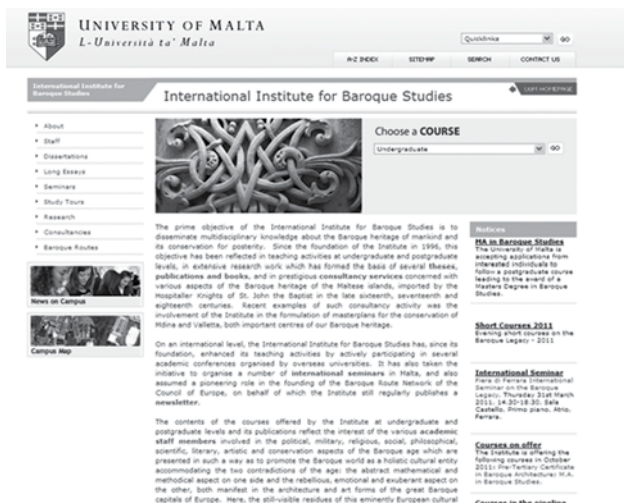 UNIVERSITY OF MALTA
L-Università ta' Malta
Quicklinks
GO
A-Z INDEX
SITEMAP
SEARCH
CONTACT US
International Institute for
Baroque Studies
International Institute for Baroque Studies
UOM HOMEPAGE
About
Staff
Dissertations
Long Essays
Seminars
Study Tours
Research
Consultancies
Baroque Routes
News on Campus
Campus Map
Choose a COURSE
Undergraduate
GO
The prime objective of the International Institute for Baroque Studies is to
disseminate multidisciplinary knowledge about the Baroque heritage of mankind and
its conservation for posterity. Since the foundation of the Institute in 1996, this
objective has been reflected in teaching activities at undergraduate and postgraduate
levels, in extensive research work which has formed the basis of several theses,
publications and books, and in prestigious consultancy services concerned with
various aspects of the Baroque heritage of the Maltese islands, imported by the
Hospitaller Knights of St. John the Baptist in the late sixteenth, seventeenth and
eighteenth centuries. Recent examples of such consultancy activity was the
involvement of the Institute in the formulation of masterplans for the conservation of
Mdina and Valletta, both important centres of our Baroque heritage.
On an international level, the International Institute for Baroque Studies has, since its
foundation, enhanced its teaching activities by actively participating in several
academic conferences organised by overseas universities. It has also taken the
initiative to organise a number of international seminars in Malta, and also
assumed a pioneering role in the founding of the Baroque Route Network of the
Council of Europe, on behalf of which the Institute still regularly publishes a
newsletter.
The contents of the courses offered by the Institute at undergraduate and
postgraduate levels and its publications reflect the interest of the various academic
staff members involved in the political, military, religious, social, philosophical,
scientific, literary, artistic and conservation aspects of the Baroque age which are
presented in such a way as to promote the Baroque world as a holistic cultural entity
accommodating the two contradictions of the age: the abstract mathematical and
methodical aspect on one side and the rebellious, emotional and exuberant aspect on
the other, both manifest in the architecture and art forms of the great Baroque
capitals of Europe. Here, the still-visible residues of this eminently European cultural
Notices
MA in Baroque Studies
The University of Malta is
accepting applications from
interested individuals to
follow a postgraduate course
leading to the award of a
Masters Degree in Baroque
Studies.
Short Courses 2011
Evening short courses on the
Baroque Legacy - 2011
International Seminar
Fiera di Ferrara International
Seminar on the Baroque
Legacy. Thursday 31st March
2011. 14.30-18.30. Sala
Castello. Primo piano. Atrio.
Ferrara.
Courses on offer
The Institute is offering the
following courses in October
2011: Pre-Tertiary Certificate
in Baroque Architecture; M.A.
in Baroque Studies.
Courses in the pipeline